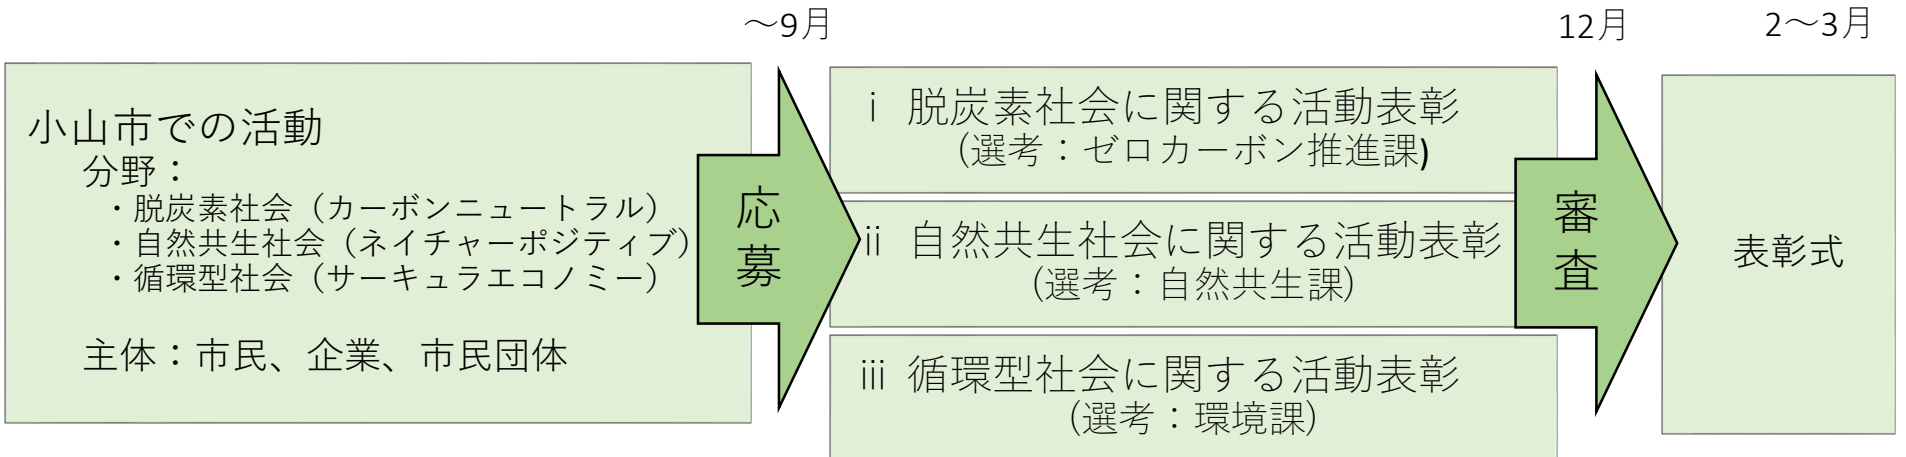 ～9月
12月
2～3月
小山市での活動
分野：
・脱炭素社会（カーボンニュートラル）
・自然共生社会（ネイチャーポジティブ）
・循環型社会（サーキュラエコノミー）
主体：市民、企業、市民団体
応募
ⅰ 脱炭素社会に関する活動表彰
（選考：ゼロカーボン推進課)
ⅱ 自然共生社会に関する活動表彰
（選考：自然共生課）
ⅲ 循環型社会に関する活動表彰
（選考：環境課）
審査
表彰式